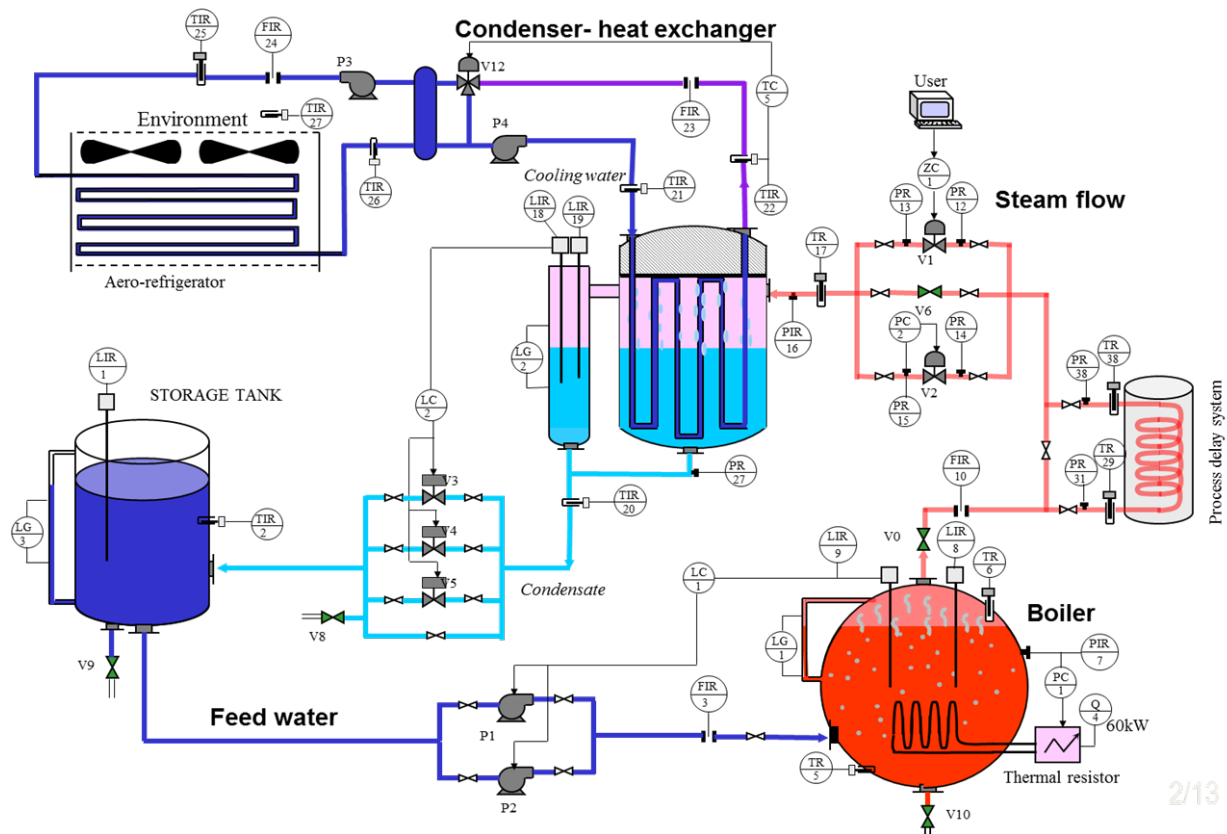 Condenser- heat exchanger
TIR
25
FIR
24
P3
V12
TC
5
User
Environment
TIR
27
FIR
23
P4
ZC
1
Cooling water
TIR
26
TIR
21
TIR
22
PR
13
PR
12
Steam flow
LIR
18
LIR
19
TR
17
V1
Aero-refrigerator
V6
PC
2
PR
14
PIR
16
LG
2
LIR
1
STORAGE TANK
V2
PR
15
PR
38
TR
38
LC
2
PR
27
V3
TIR
20
FIR
10
PR
31
TR
29
Process delay system
LG
3
TIR
2
V4
V0
LIR
9
LIR
8
TR
6
V5
Condensate
LC
1
Boiler
V8
LG
1
PIR
7
V9
PC
1
Feed water
FIR
3
Q
4
60kW
P1
TR
5
Thermal resistor
P2
V10
2/13